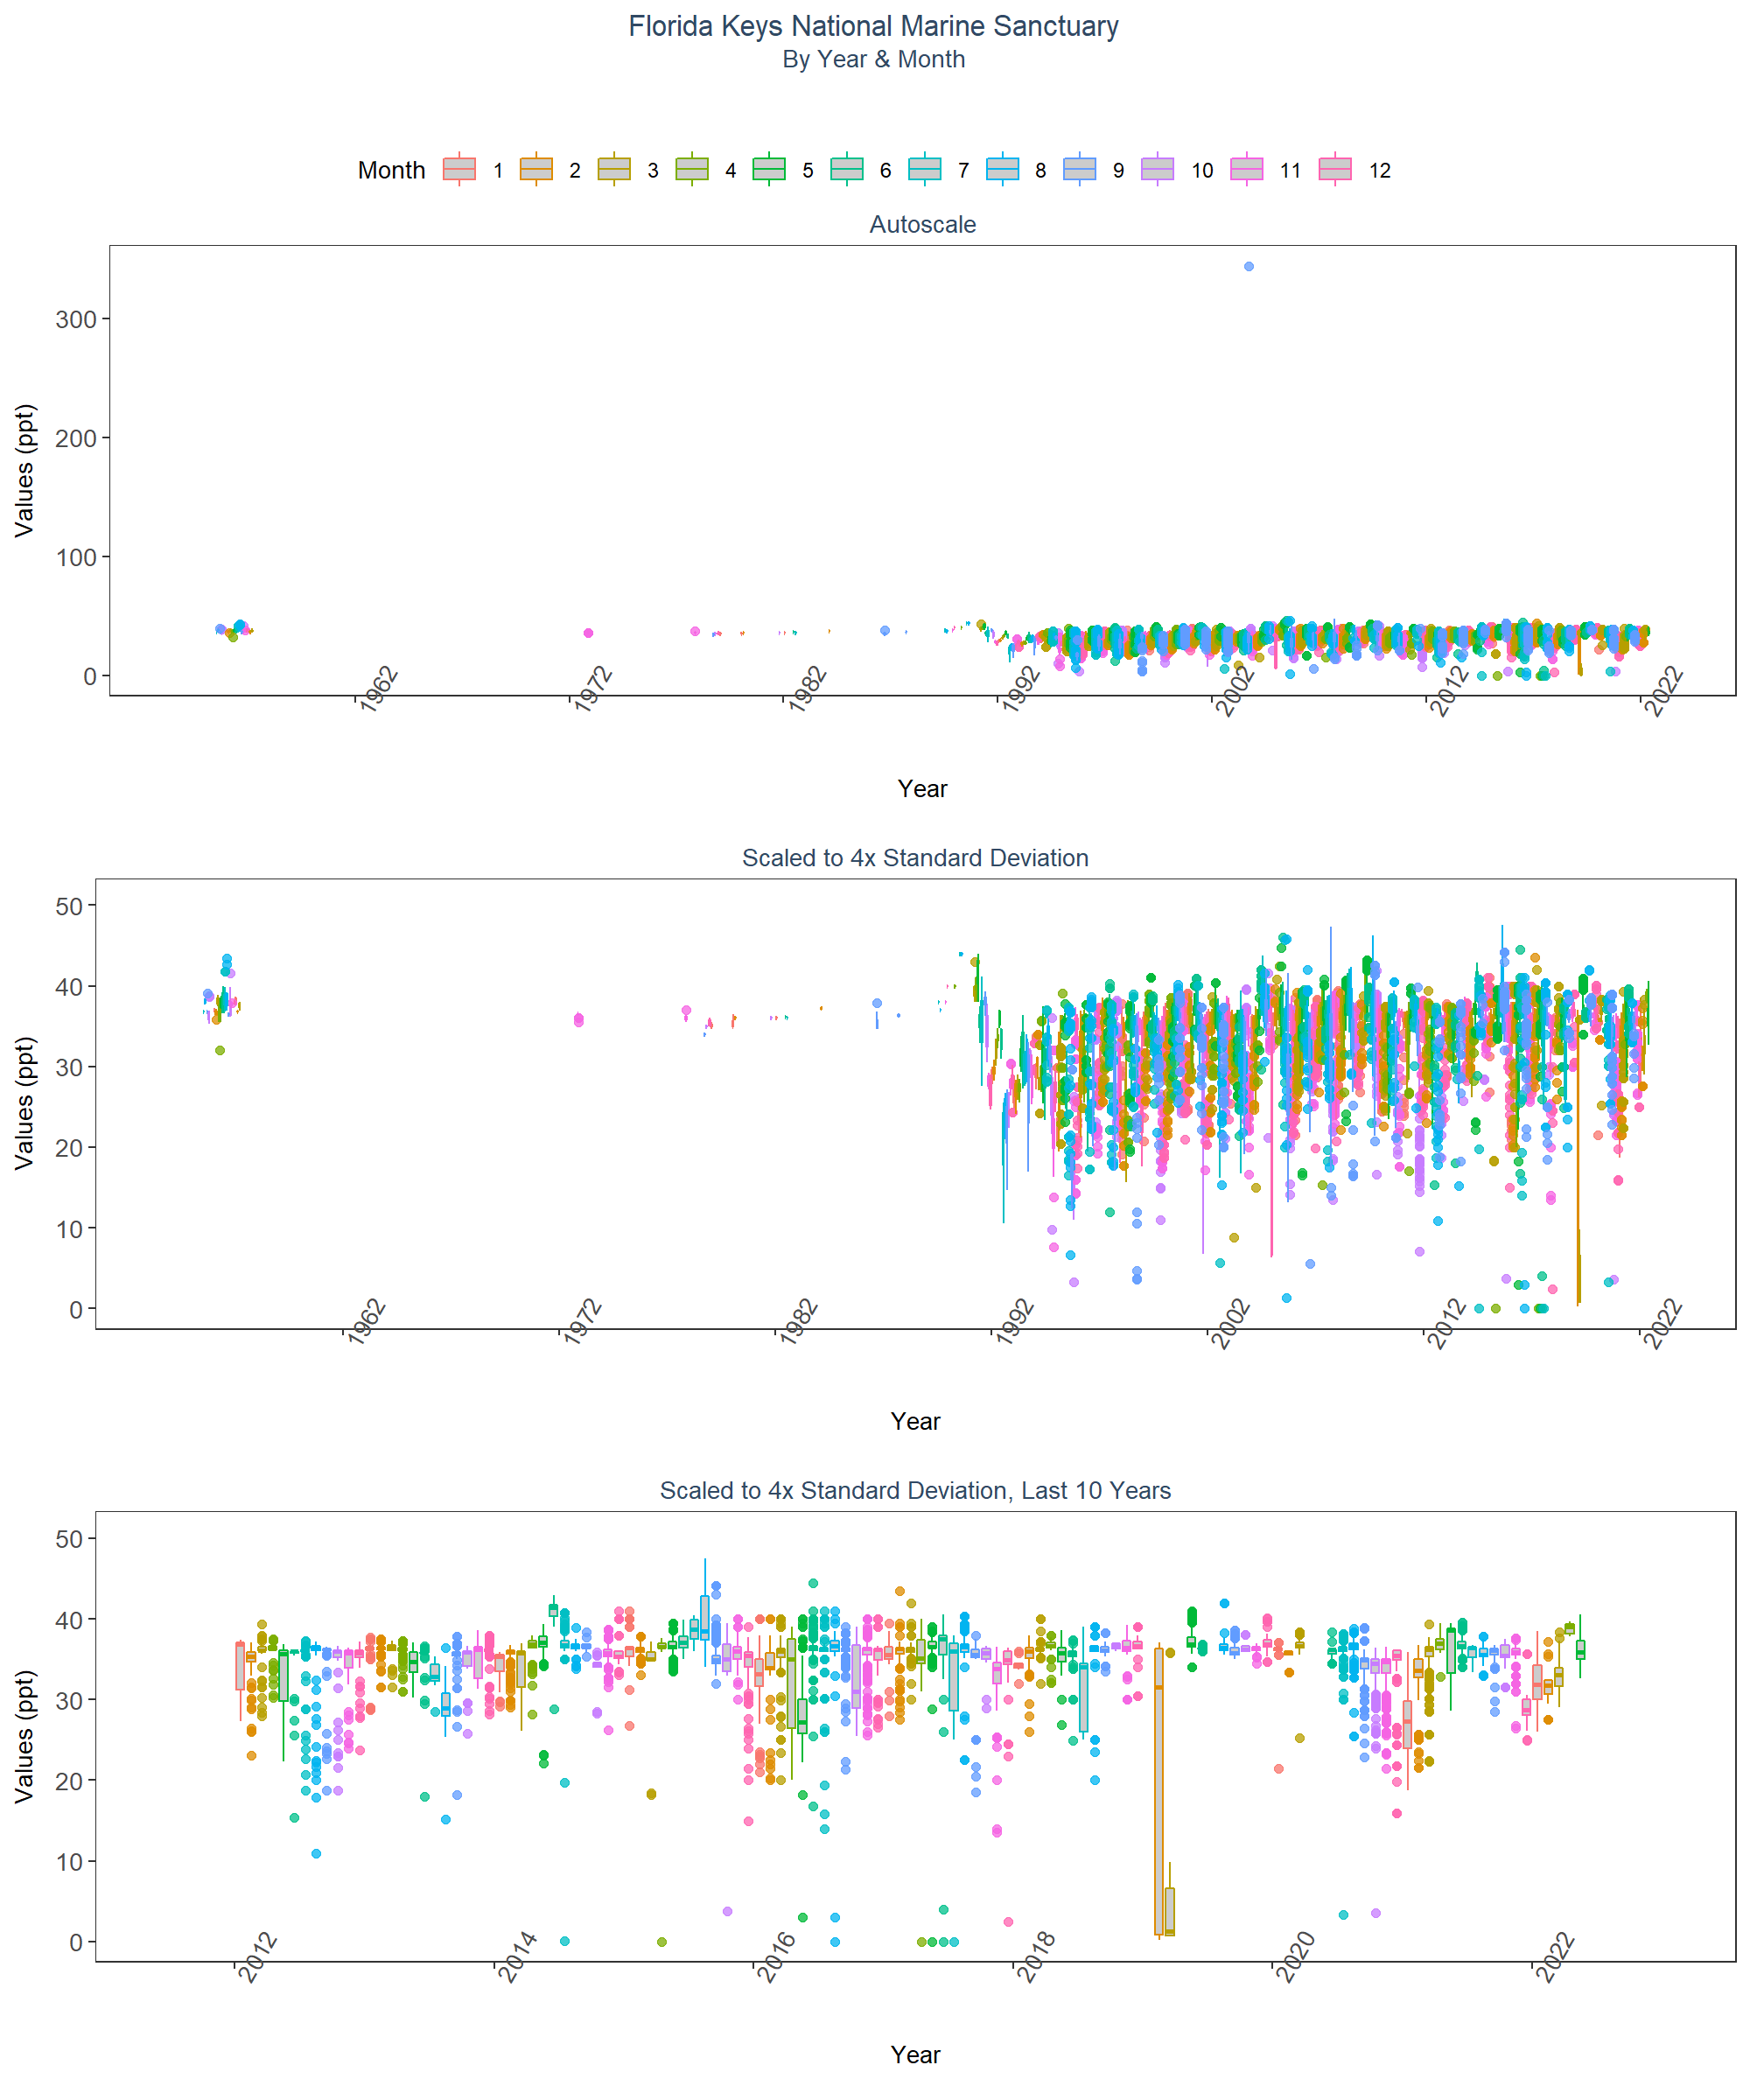 Florida Keys National Marine Sanctuary
By Year & Month
Month 1 2 3 4 5 6 7 8 9 10 11 12
Autoscale
Values (ppt)
300
200
100
0
1962 1972 1982 1992 2002 2012 2022
Year
Scaled to 4x Standard Deviation
Values (ppt)
50
40
30
20
10
0
1962 1972 1982 1992 2002 2012 2022
Year
Scaled to 4x Standard Deviation, Last 10 Years
Values (ppt)
50
40
30
20
10
0
2012 2014 2016 2018 2020 2022
Year